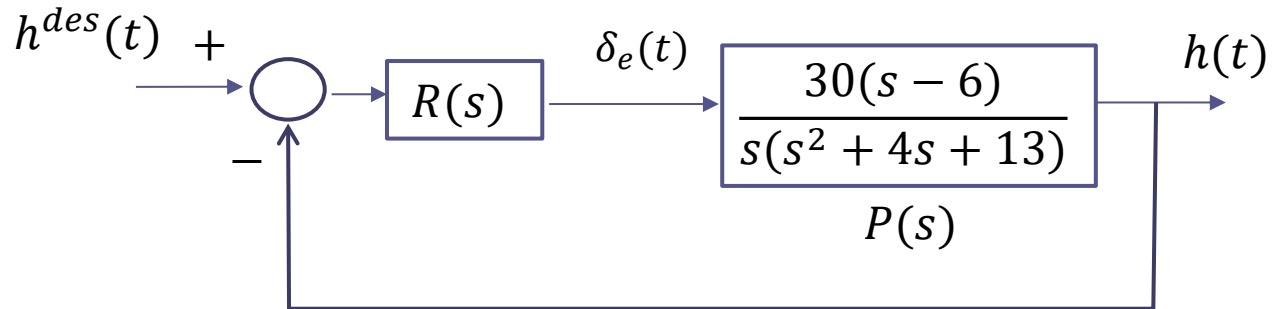 h^{des}(t) +
−
R(s)
δ_e(t)
30(s − 6)
s(s² + 4s + 13)
P(s)
h(t)